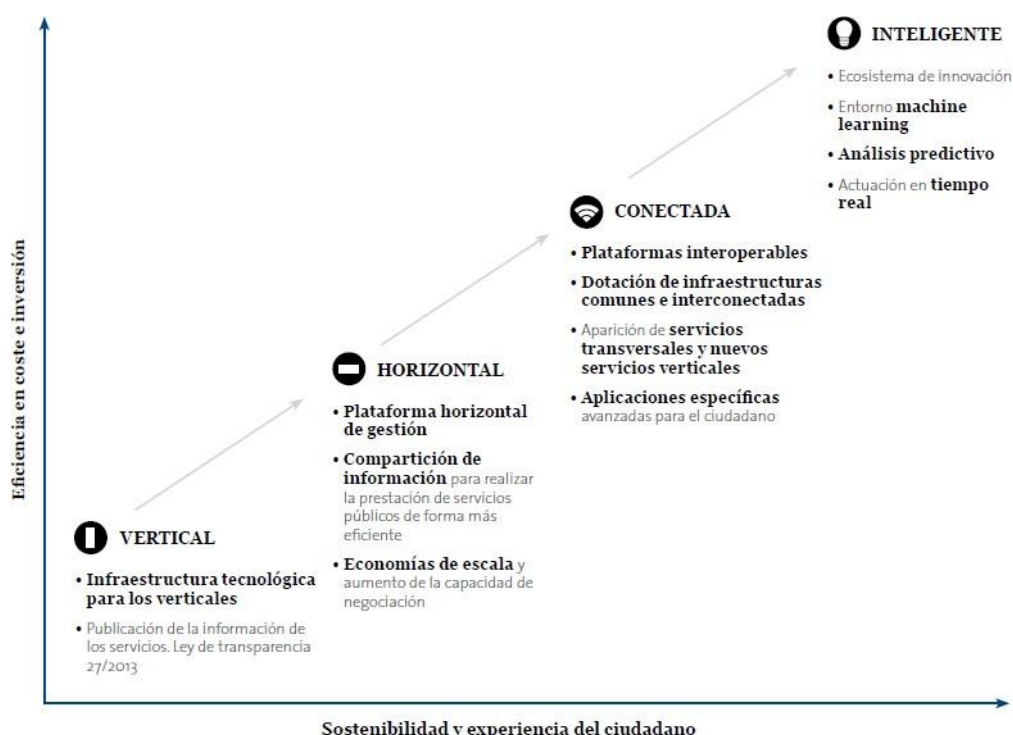 INTELIGENTE
• Ecosistema de innovación
• Entorno machine
learning
• Análisis predictivo
• Actuación en tiempo
real
CONECTADA
• Plataformas interoperables
• Dotación de infraestructuras
comunes e interconectadas
• Aparición de servicios
transversales y nuevos
servicios verticales
• Aplicaciones específicas
avanzadas para el ciudadano
HORIZONTAL
• Plataforma horizontal
de gestión
• Compartición de
información para realizar
la prestación de servicios
públicos de forma más
eficiente
• Economías de escala y
aumento de la capacidad de
negociación
VERTICAL
• Infraestructura tecnológica
para los verticales
• Publicación de la información de
los servicios. Ley de transparencia
27/2013
Eficiencia en coste e inversión
Sostenibilidad y experiencia del ciudadano